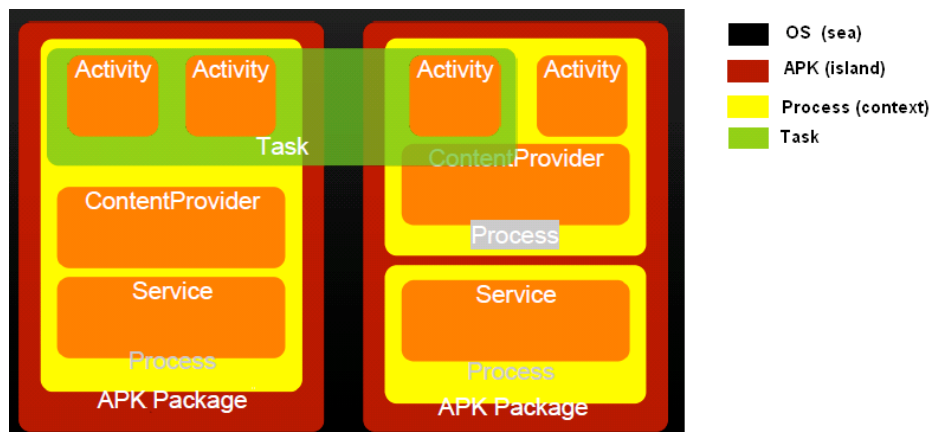 Activity
Activity
Task
ContentProvider
Service
Process
APK Package
Activity
Activity
ContentProvider
Process
Service
Process
APK Package
OS (sea)
APK (island)
Process (context)
Task